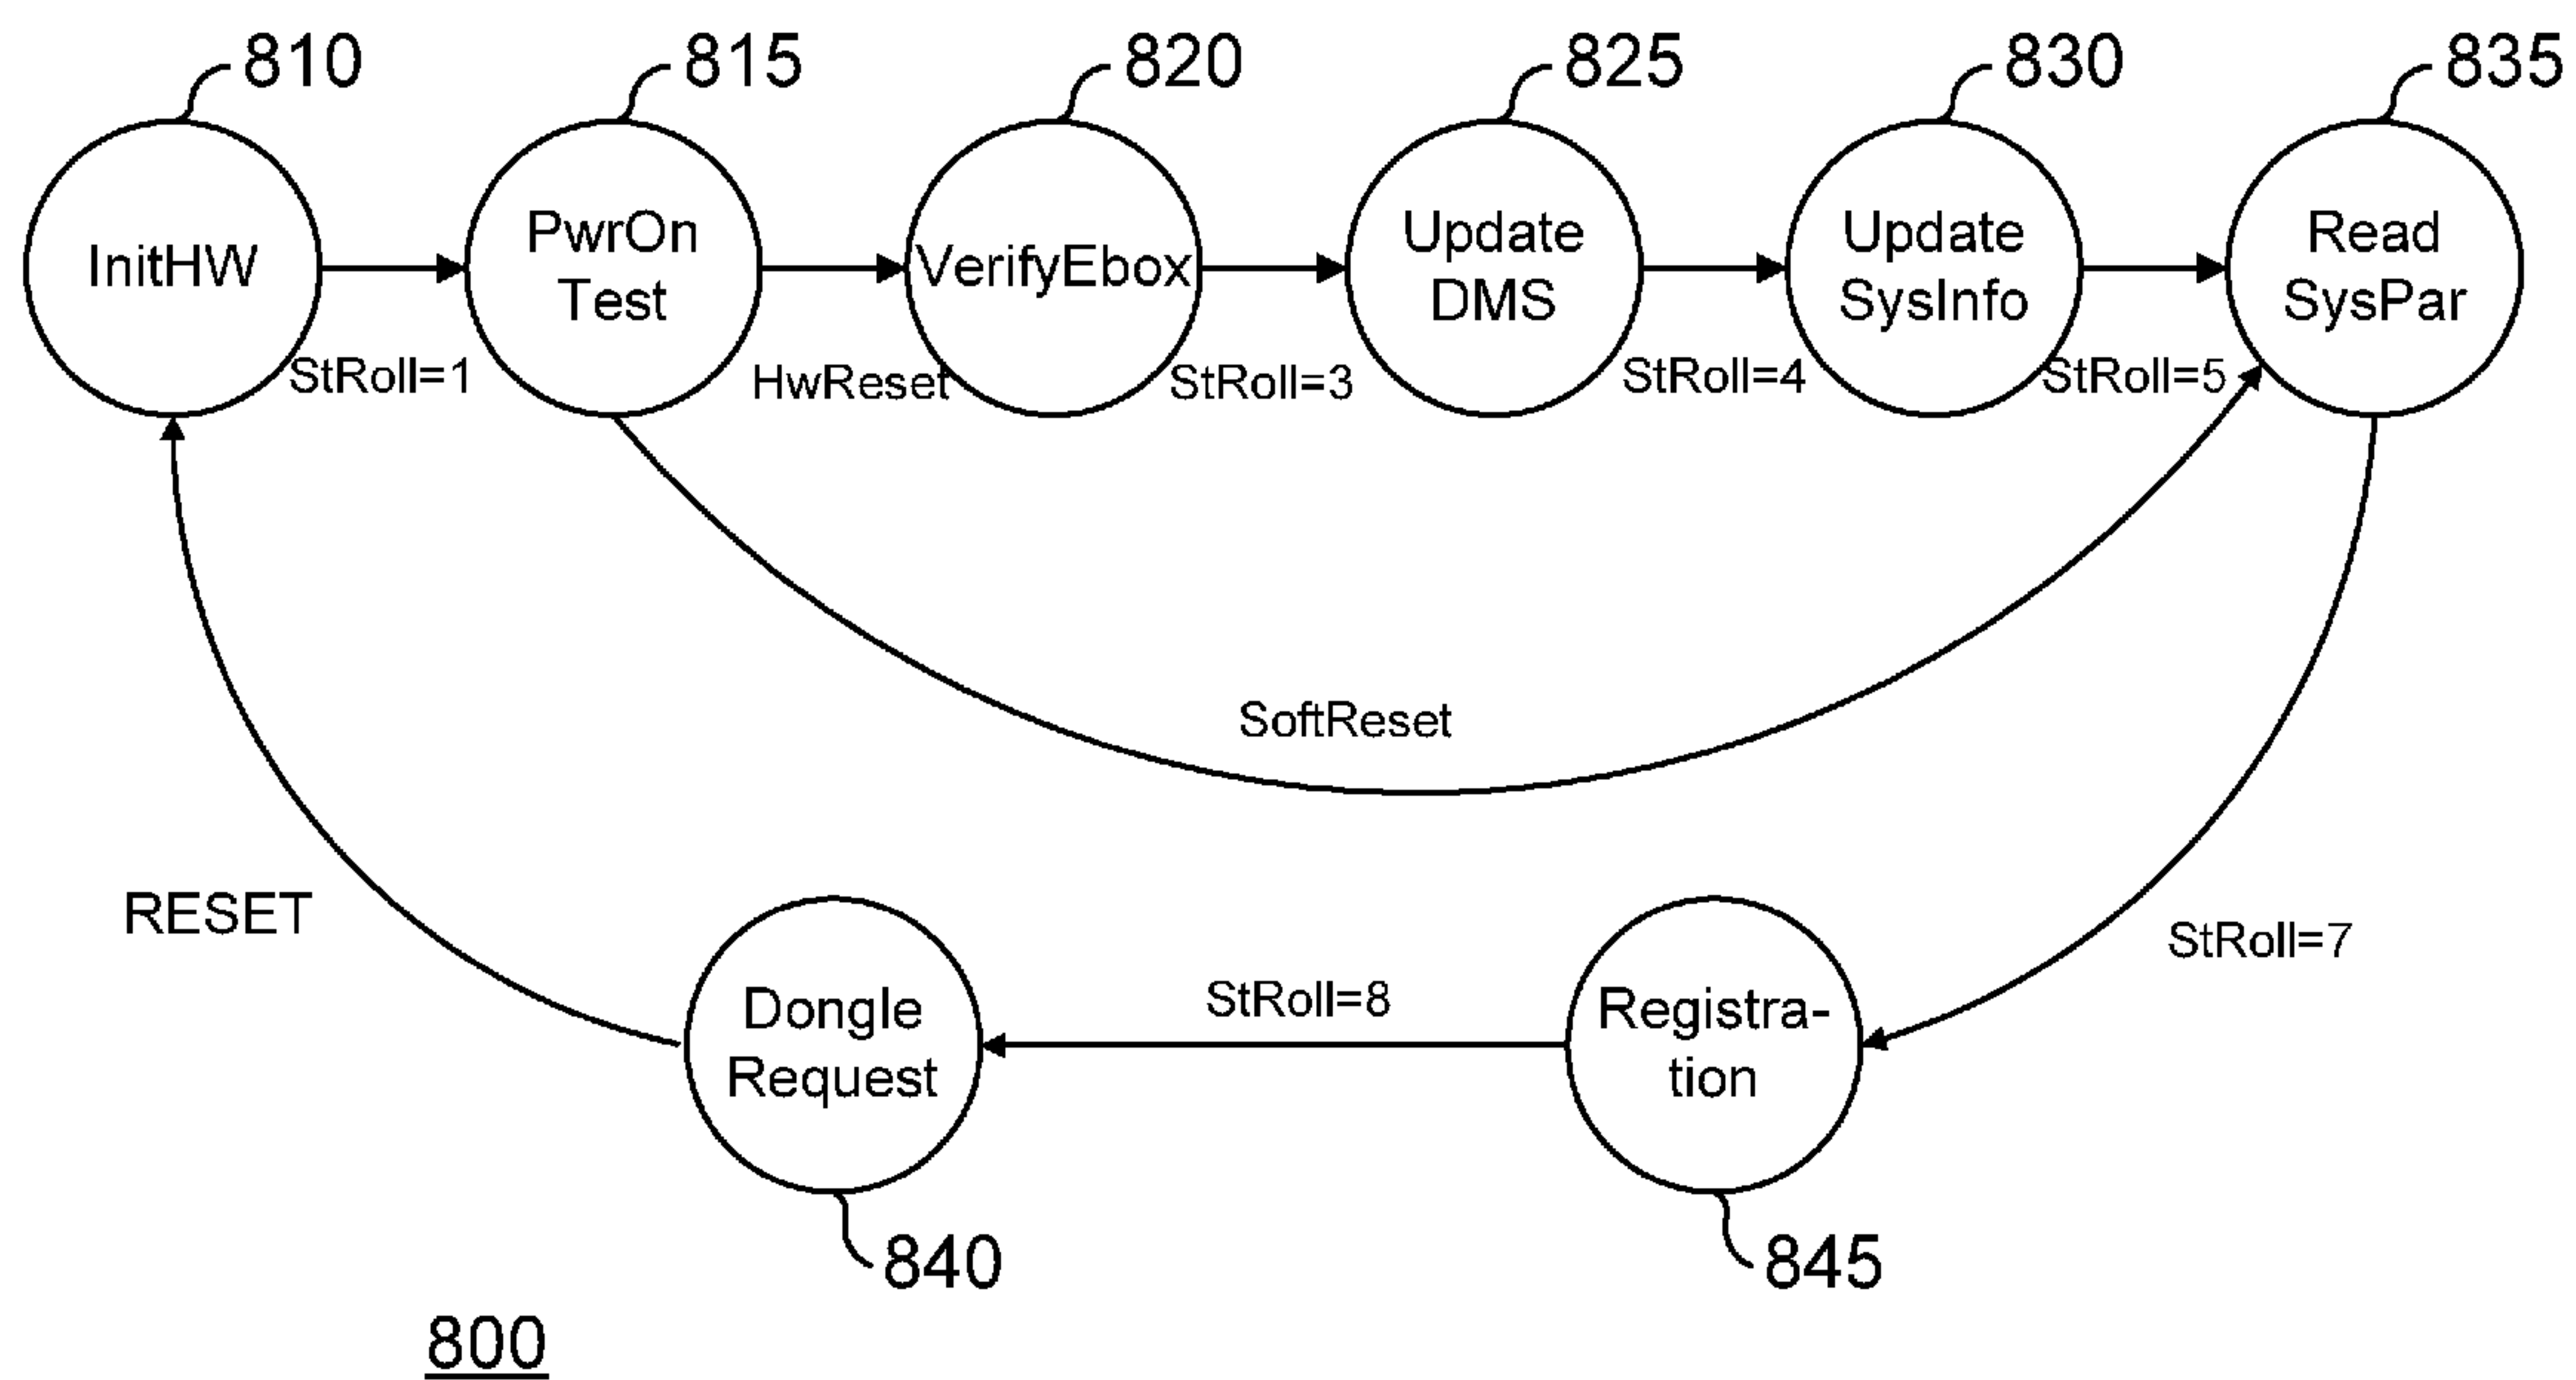 810
815
820
825
830
835
InitHW
PwrOn
Test
VerifyEbox
Update
DMS
Update
SysInfo
Read
SysPar
StRoll=1
HwReset
StRoll=3
StRoll=4
StRoll=5
SoftReset
RESET
StRoll=7
Dongle
Request
StRoll=8
Registra-
tion
840
845
800